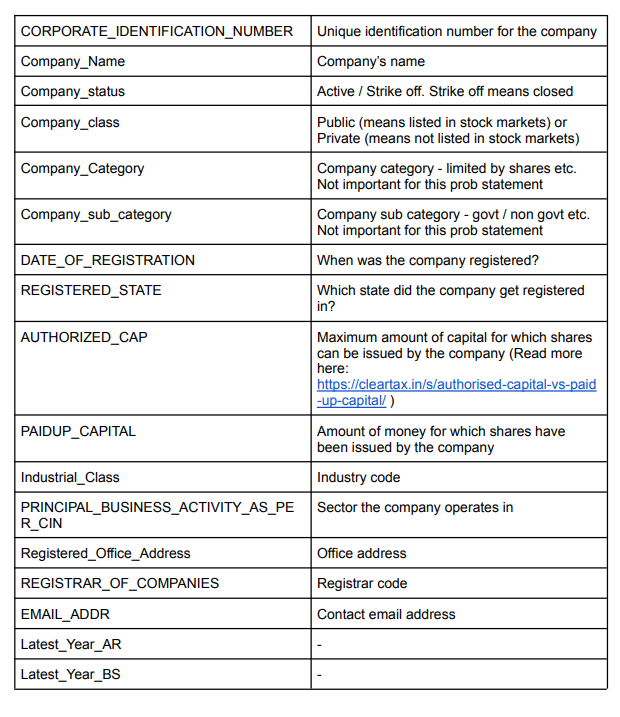 CORPORATE_IDENTIFICATION_NUMBER
Unique identification number for the company
Company_Name
Company's name
Company_status
Active / Strike off. Strike off means closed
Company_class
Public (means listed in stock markets) or
Private (means not listed in stock markets)
Company_Category
Company category - limited by shares etc.
Not important for this prob statement
Company_sub_category
Company sub category - govt / non govt etc.
Not important for this prob statement
DATE_OF_REGISTRATION
When was the company registered?
REGISTERED_STATE
Which state did the company get registered
in?
AUTHORIZED_CAP
Maximum amount of capital for which shares
can be issued by the company (Read more
here:
https://cleartax.in/s/authorised-capital-vs-paid
-up-capital/ )
PAIDUP_CAPITAL
Amount of money for which shares have
been issued by the company
Industrial_Class
Industry code
PRINCIPAL_BUSINESS_ACTIVITY_AS_PE
R_CIN
Sector the company operates in
Registered_Office_Address
Office address
REGISTRAR_OF_COMPANIES
Registrar code
EMAIL_ADDR
Contact email address
Latest_Year_AR
-
Latest_Year_BS
-